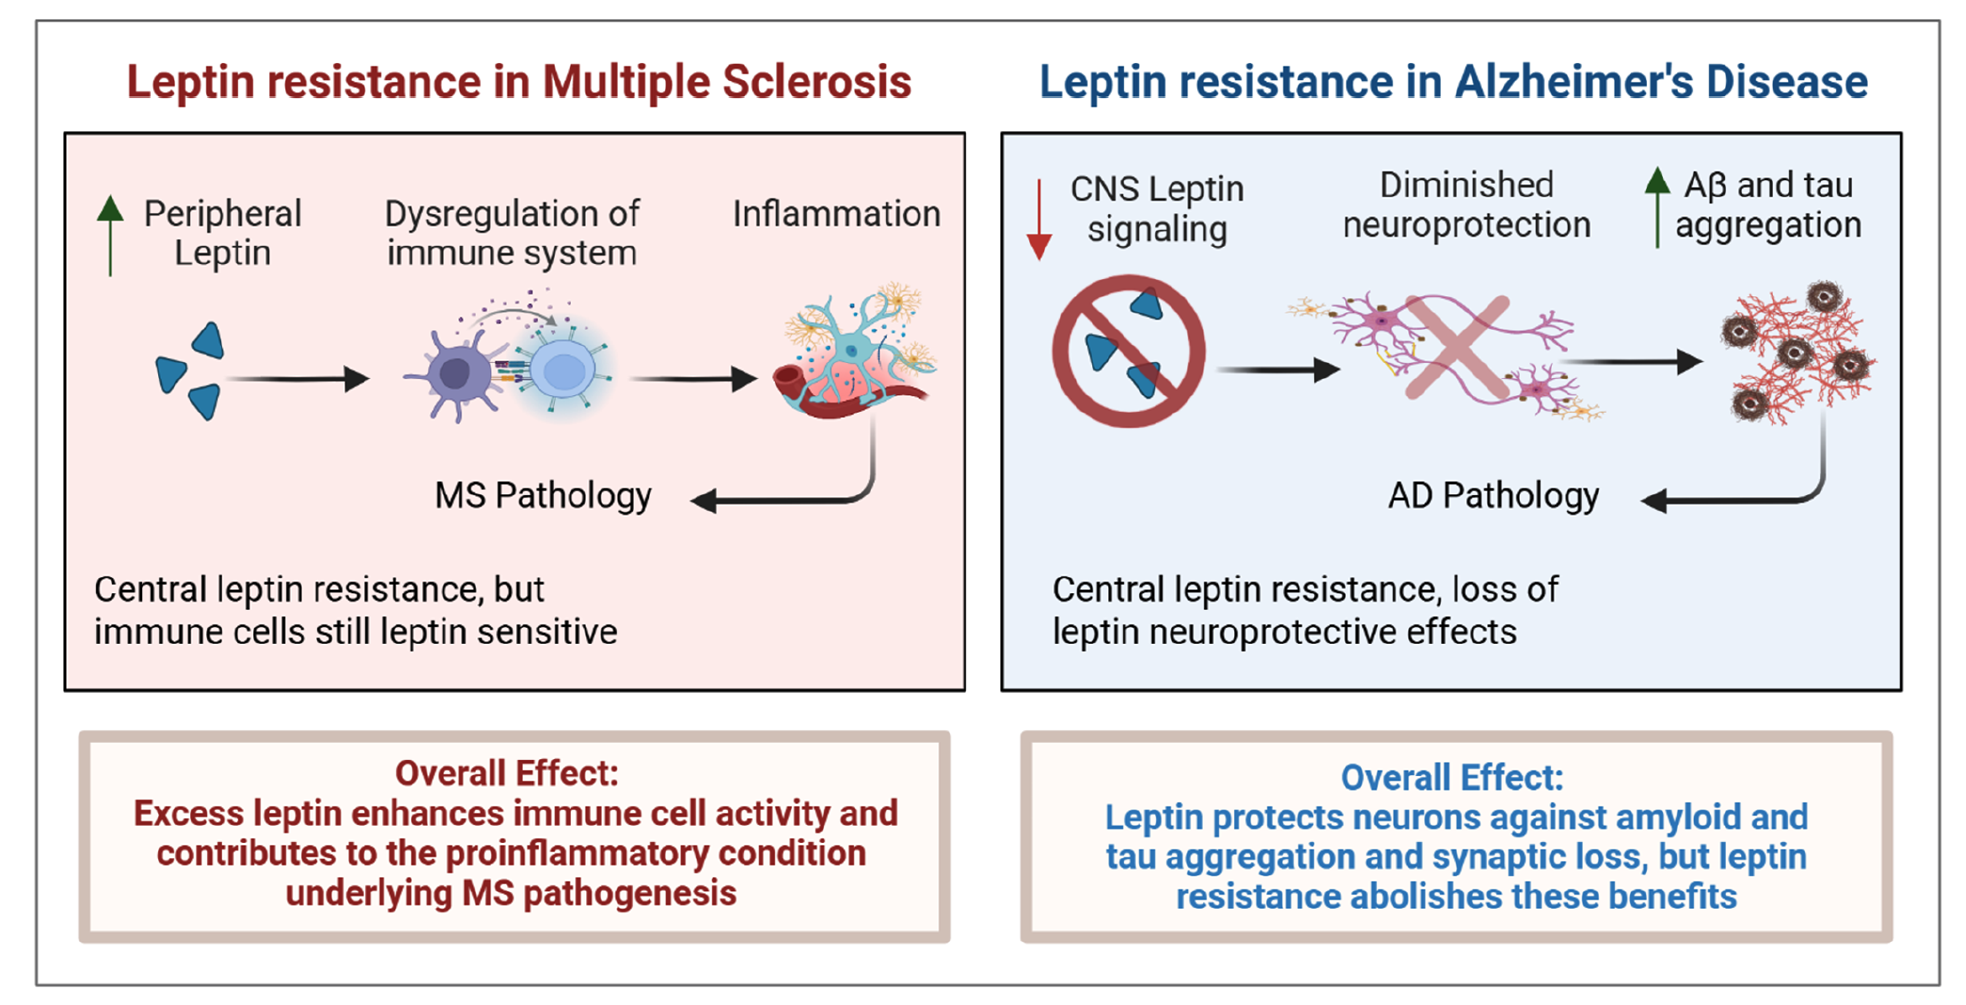 Leptin resistance in Multiple Sclerosis
Peripheral
Leptin
Dysregulation of
immune system
Inflammation
MS Pathology
Central leptin resistance, but
immune cells still leptin sensitive
Overall Effect:
Excess leptin enhances immune cell activity and
contributes to the proinflammatory condition
underlying MS pathogenesis
Leptin resistance in Alzheimer's Disease
CNS Leptin
signaling
Diminished
neuroprotection
Aβ and tau
aggregation
AD Pathology
Central leptin resistance, loss of
leptin neuroprotective effects
Overall Effect:
Leptin protects neurons against amyloid and
tau aggregation and synaptic loss, but leptin
resistance abolishes these benefits